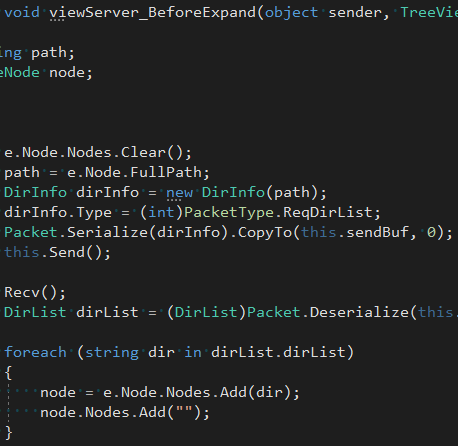 void viewServer_BeforeExpand(object sender, TreeVie
ing path;
eNode node;
e.Node.Nodes.Clear();
path = e.Node.FullPath;
DirInfo dirInfo = new DirInfo(path);
dirInfo.Type = (int)PacketType.ReqDirList;
Packet.Serialize(dirInfo).CopyTo(this.sendBuf, 0);
this.Send();
Recv();
DirList dirList = (DirList)Packet.Deserialize(this.
foreach (string dir in dirList.dirList)
{
node = e.Node.Nodes.Add(dir);
node.Nodes.Add("");
}